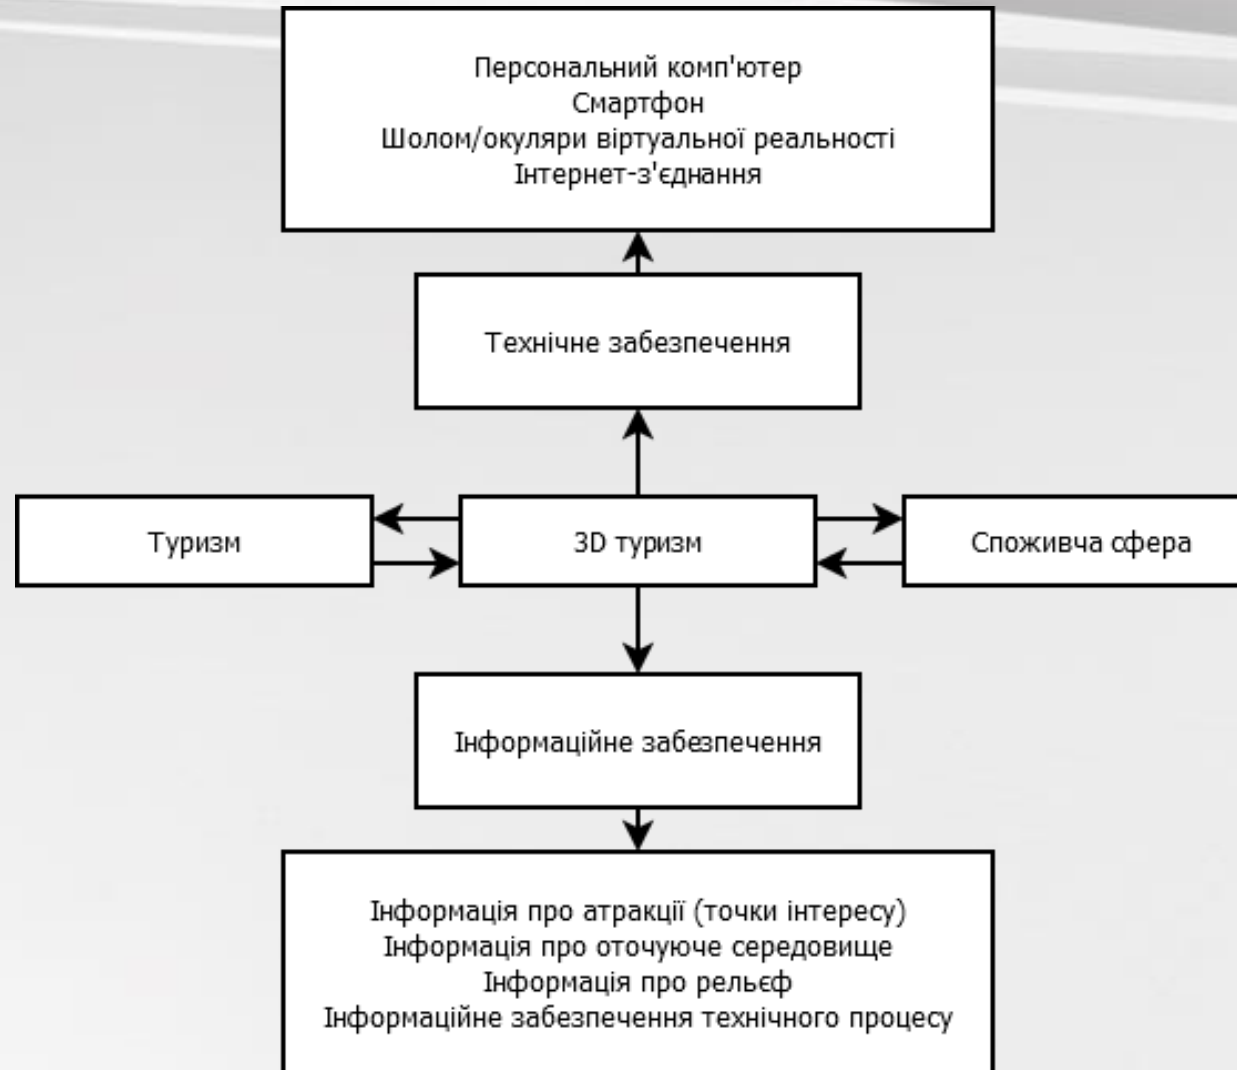 Персональний комп'ютер
Смартфон
Шолом/окуляри віртуальної реальності
Інтернет-з'єднання
Технічне забезпечення
Туризм
3D туризм
Споживча сфера
Інформаційне забезпечення
Інформація про атракції (точки інтересу)
Інформація про оточуюче середовище
Інформація про рельєф
Інформаційне забезпечення технічного процесу